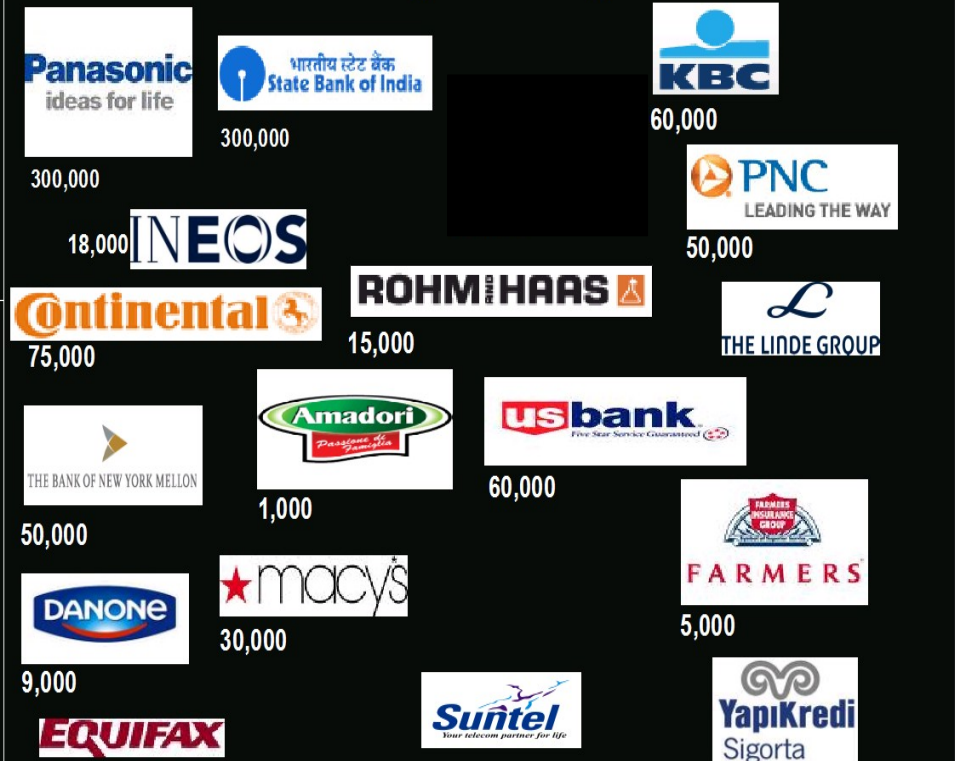 Panasonic
ideas for life
300,000
भारतीय स्टेट बैंक
State Bank of India
300,000
KBC
60,000
PNC
LEADING THE WAY
50,000
18,000
INEOS
ROHM AND HAAS
15,000
Continental
75,000
L
THE LINDE GROUP
THE BANK OF NEW YORK MELLON
50,000
Amadori
Passione di
Famiglia
1,000
usbank
Five Star Service Guaranteed
60,000
FARMERS
INSURANCE
GROUP
FARMERS
5,000
DANONE
9,000
macy's
30,000
EQUIFAX
Suntel
Your telecom partner for life
YapıKredi
Sigorta